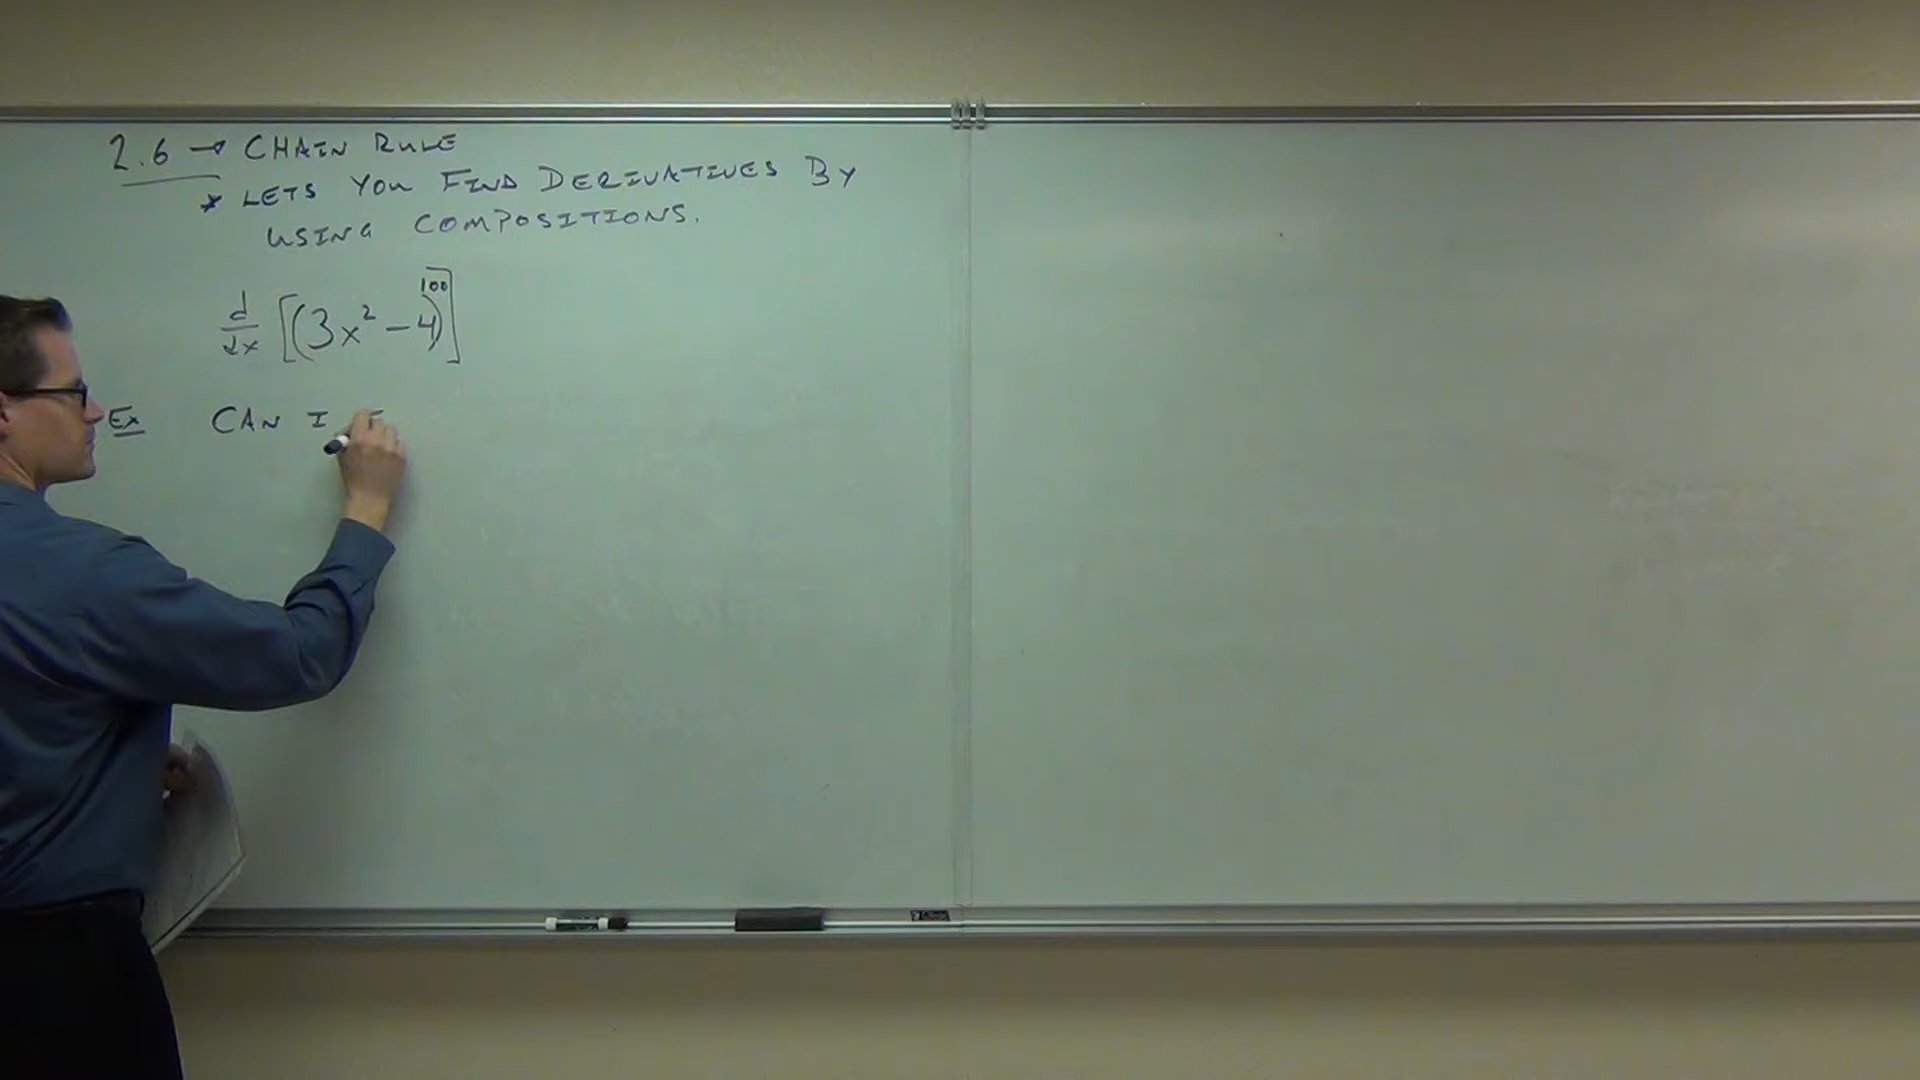 2.6 → CHAIN RULE
* LETS YOU FIND DERIVATIVES BY
USING COMPOSITIONS.
d/dx [(3x² - 4)¹⁰⁰]
Ex CAN I